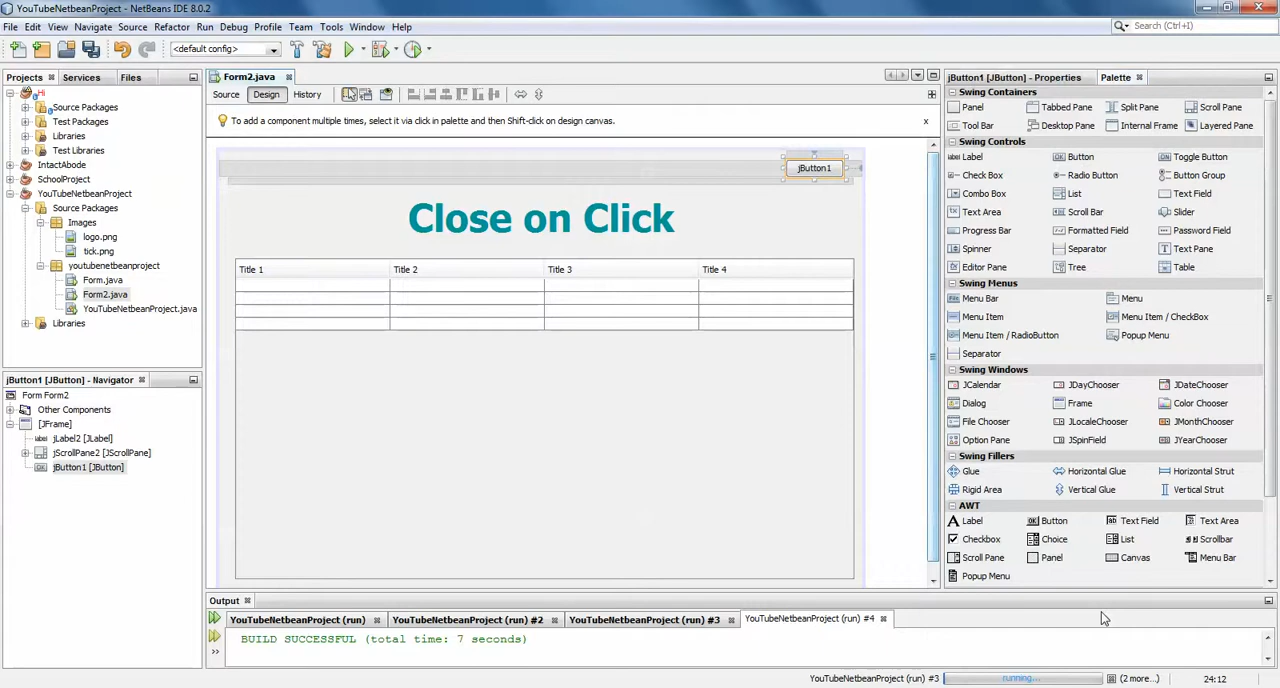 YouTubeNetbeanProject - NetBeans IDE 8.0.2
File Edit View Navigate Source Refactor Run Debug Profile Team Tools Window Help
Search (Ctrl+I)
<default config>
Projects Services Files
Form2.java
jButton1 [JButton] - Properties Palette
Source Design History
To add a component multiple times, select it via click in palette and then Shift-click on design canvas.
Hi
Source Packages
Test Packages
Libraries
Test Libraries
IntactAbode
SchoolProject
YouTubeNetbeanProject
Source Packages
Images
logo.png
tick.png
youtubenetbeanproject
Form.java
Form2.java
YouTubeNetbeanProject.java
Libraries
jButton1 [JButton] - Navigator
Form Form2
Other Components
[JFrame]
jLabel2 [JLabel]
jScrollPane2 [JScrollPane]
jButton1 [JButton]
jButton1
Close on Click
Title 1 Title 2 Title 3 Title 4
Swing Containers
Panel Tabbed Pane Split Pane Scroll Pane
Tool Bar Desktop Pane Internal Frame Layered Pane
Swing Controls
Label Button Toggle Button
Check Box Radio Button Button Group
Combo Box List Text Field
Text Area Scroll Bar Slider
Progress Bar Formatted Field Password Field
Spinner Separator Text Pane
Editor Pane Tree Table
Swing Menus
Menu Bar Menu
Menu Item Menu Item / CheckBox
Menu Item / RadioButton Popup Menu
Separator
Swing Windows
JCalendar JDayChooser JDateChooser
Dialog Frame Color Chooser
File Chooser JLocaleChooser JMonthChooser
Option Pane JSpinField JYearChooser
Swing Fillers
Glue Horizontal Glue Horizontal Strut
Rigid Area Vertical Glue Vertical Strut
AWT
Label Button Text Field Text Area
Checkbox Choice List Scrollbar
Scroll Pane Panel Canvas Menu Bar
Popup Menu
Output
YouTubeNetbeanProject (run) YouTubeNetbeanProject (run) #2 YouTubeNetbeanProject (run) #3 YouTubeNetbeanProject (run) #4
BUILD SUCCESSFUL (total time: 7 seconds)
YouTubeNetbeanProject (run) #3 running... (2 more...) 24:12